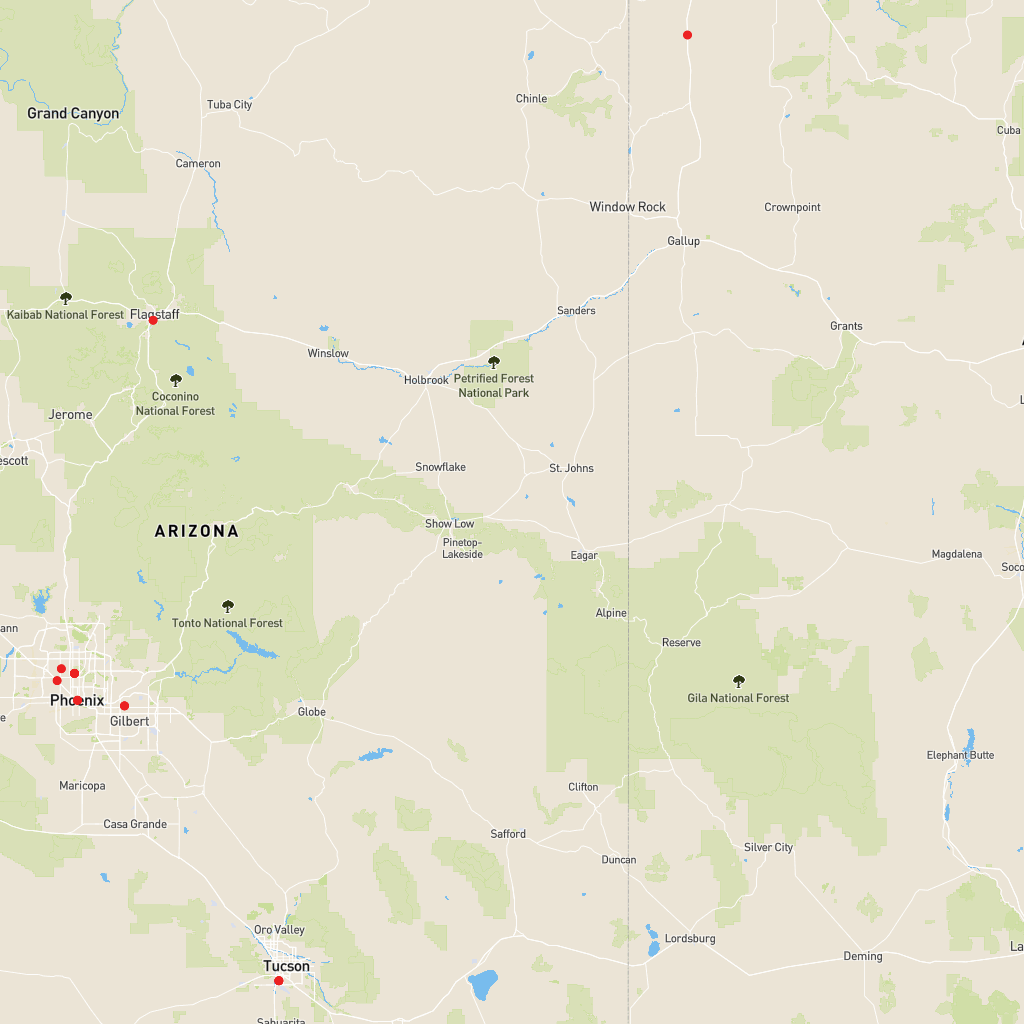 Grand Canyon
Tuba City
Chinle
Cuba
Cameron
Window Rock
Crownpoint
Gallup
Kaibab National Forest
Flagstaff
Sanders
Grants
Winslow
Holbrook
Petrified Forest
National Park
Coconino
National Forest
Jerome
escott
Snowflake
St. Johns
ARIZONA
Show Low
Pinetop-
Lakeside
Eagar
Magdalena
Soco
Alpine
Tonto National Forest
ann
Reserve
Gila National Forest
Phoenix
Gilbert
Globe
e
Elephant Butte
Maricopa
Clifton
Casa Grande
Safford
Silver City
Duncan
Oro Valley
Lordsburg
La
Deming
Tucson
Sahuarita